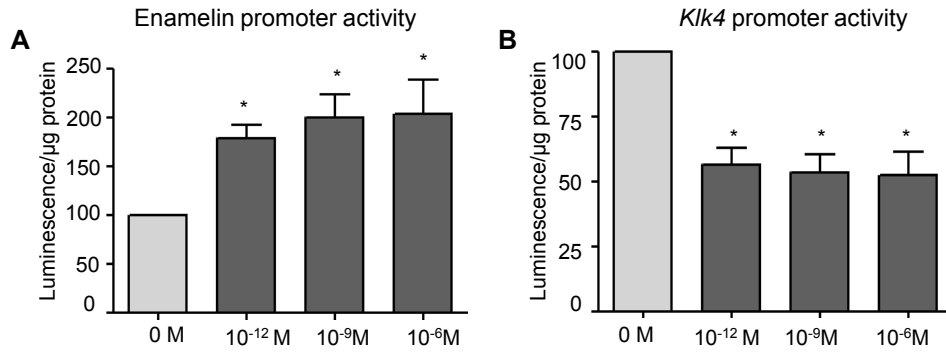 Enamelin promoter activity
A
Luminescence/µg protein
250
200
150
100
50
0
* * *
0 M 10⁻¹² M 10⁻⁹M 10⁻⁶M
Klk4 promoter activity
B
Luminescence/µg protein
100
75
50
25
0
* * *
0 M 10⁻¹² M 10⁻⁹M 10⁻⁶M